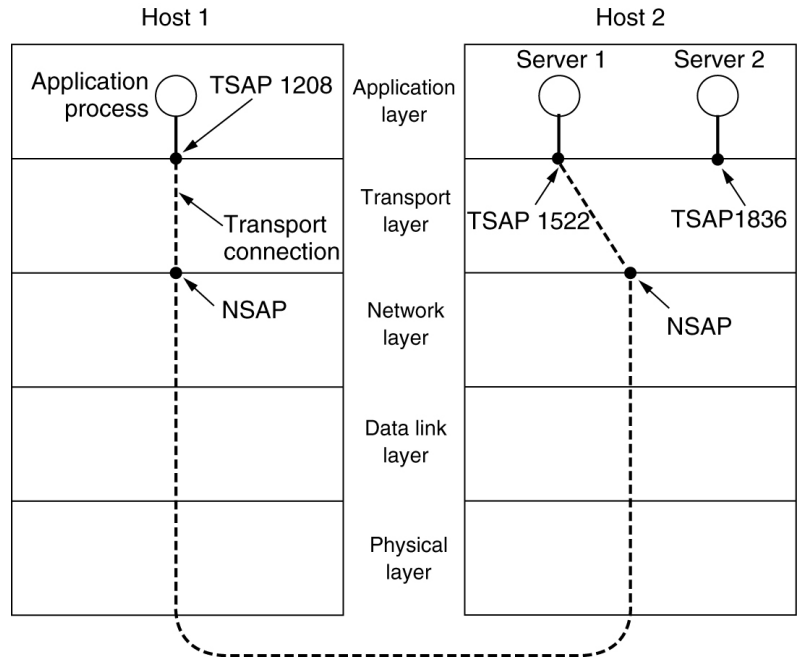 Host 1
Host 2
Application
process
TSAP 1208
Application
layer
Server 1
Server 2
Transport
connection
Transport
layer
TSAP 1522
TSAP1836
NSAP
Network
layer
NSAP
Data link
layer
Physical
layer